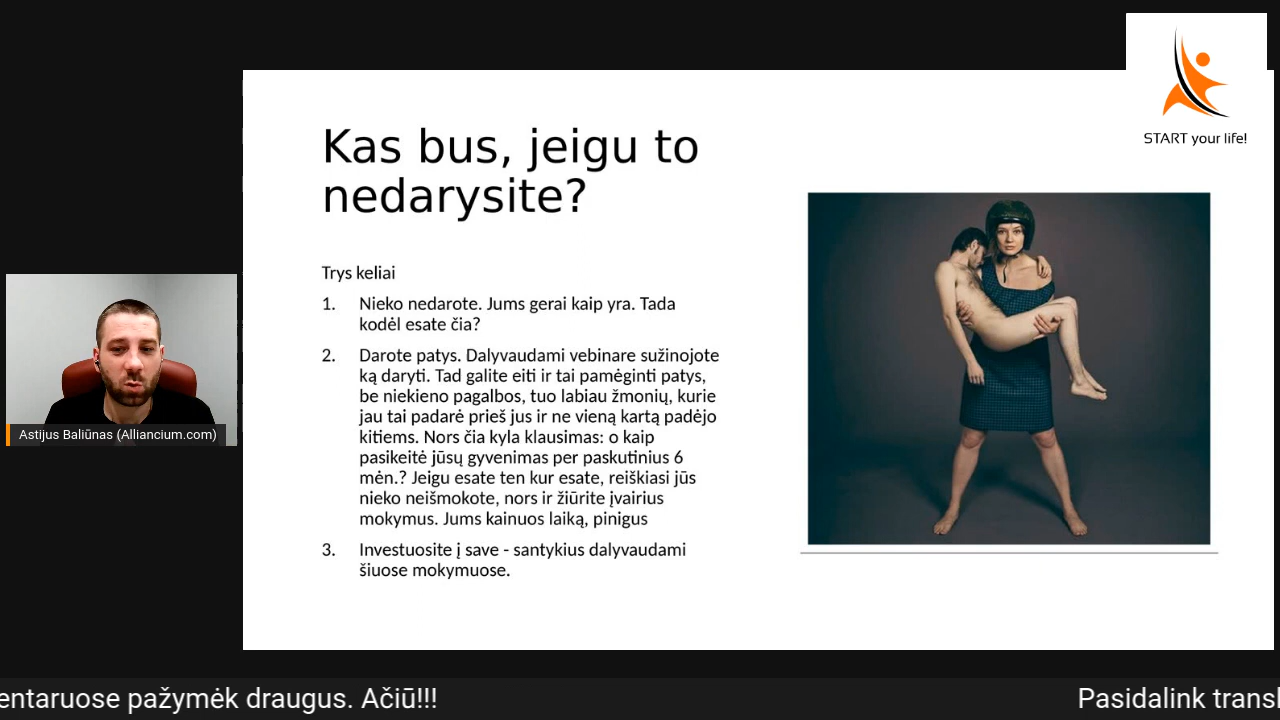 START your life!
Kas bus, jeigu to
nedarysite?
Trys keliai
1. Nieko nedarote. Jums gerai kaip yra. Tada
kodėl esate čia?
2. Darote patys. Dalyvaudami vebinare sužinojote
ką daryti. Tad galite eiti ir tai pamėginti patys,
be niekieno pagalbos, tuo labiau žmonių, kurie
jau tai padarė prieš jus ir ne vieną kartą padėjo
kitiems. Nors čia kyla klausimas: o kaip
pasikeitė jūsų gyvenimas per paskutinius 6
mėn.? Jeigu esate ten kur esate, reiškiasi jūs
nieko neišmokote, nors ir žiūrite įvairius
mokymus. Jums kainuos laiką, pinigus
3. Investuosite į save - santykius dalyvaudami
šiuose mokymuose.
Astijus Baliūnas (Alliancium.com)
entaruose pažymėk draugus. Ačiū!!!
Pasidalink transl